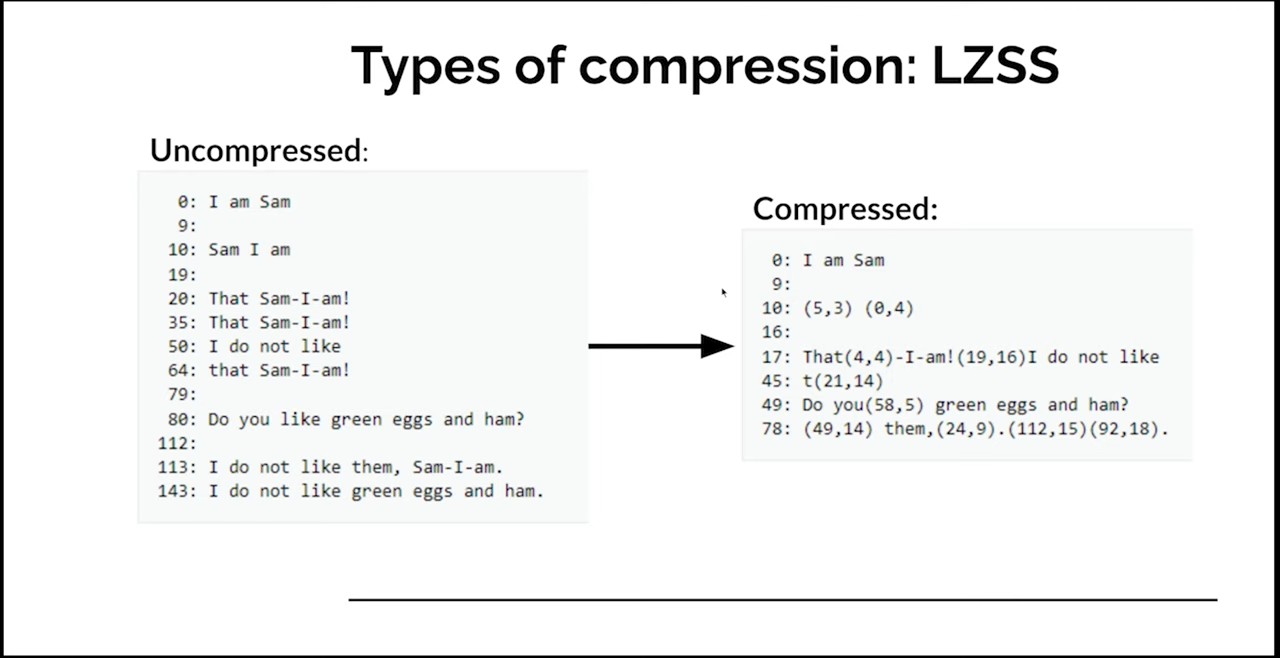 Types of compression: LZSS
Uncompressed:
0: I am Sam
9:
10: Sam I am
19:
20: That Sam-I-am!
35: That Sam-I-am!
50: I do not like
64: that Sam-I-am!
79:
80: Do you like green eggs and ham?
112:
113: I do not like them, Sam-I-am.
143: I do not like green eggs and ham.
Compressed:
0: I am Sam
9:
10: (5,3) (0,4)
16:
17: That(4,4)-I-am!(19,16)I do not like
45: t(21,14)
49: Do you(58,5) green eggs and ham?
78: (49,14) them,(24,9).(112,15)(92,18).